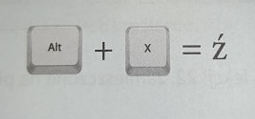 Alt + X = ź